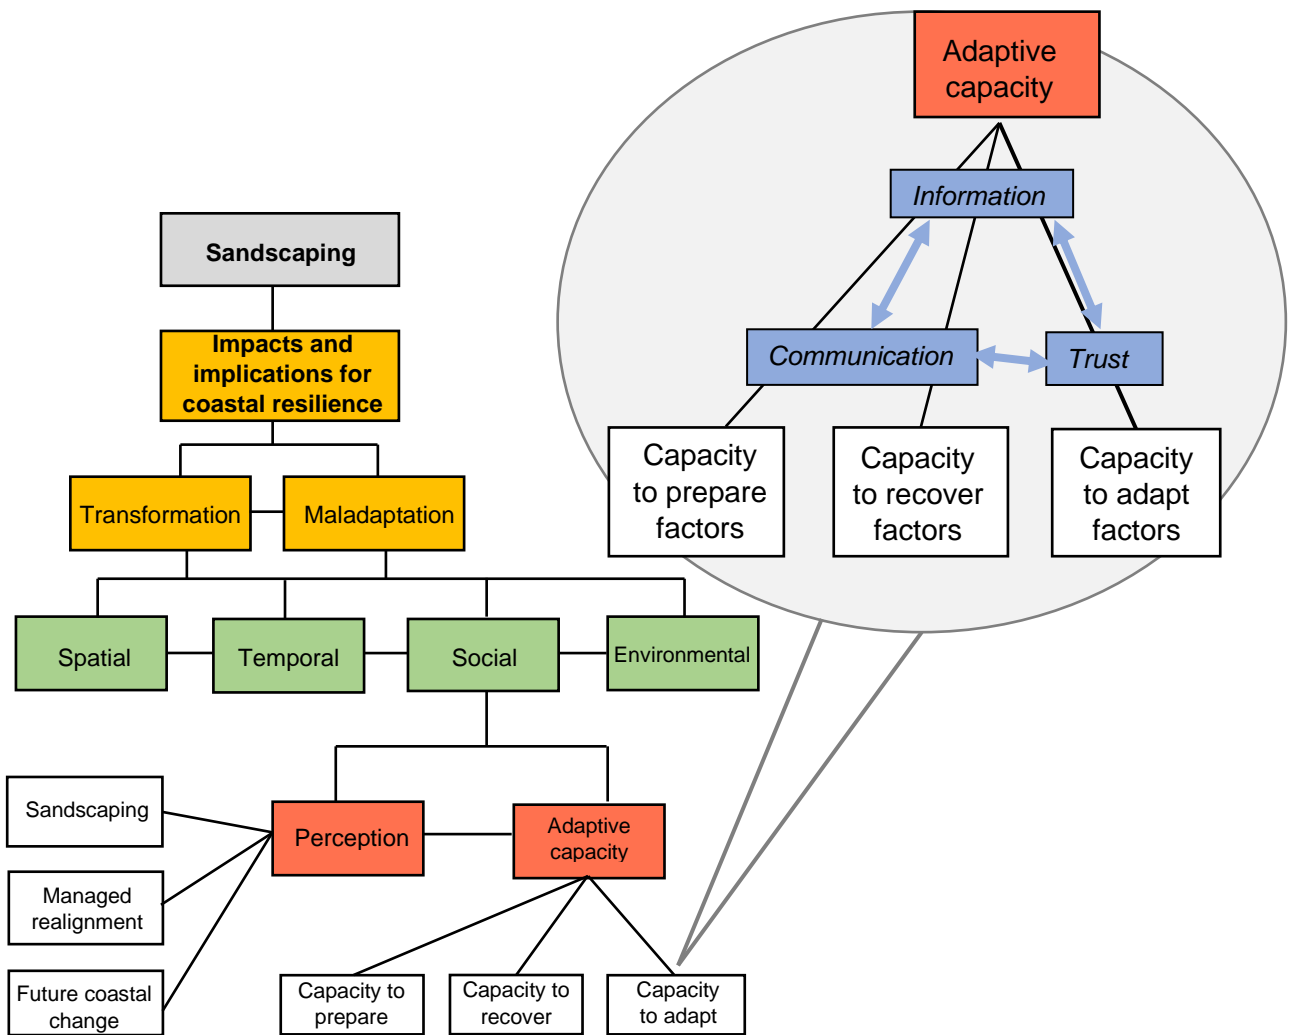 Adaptive
capacity
Information
Communication
Trust
Capacity
to prepare
factors
Capacity
to recover
factors
Capacity
to adapt
factors
Sandscaping
Impacts and
implications for
coastal resilience
Transformation
Maladaptation
Spatial
Temporal
Social
Environmental
Sandscaping
Managed
realignment
Future coastal
change
Perception
Adaptive
capacity
Capacity to
prepare
Capacity to
recover
Capacity
to adapt